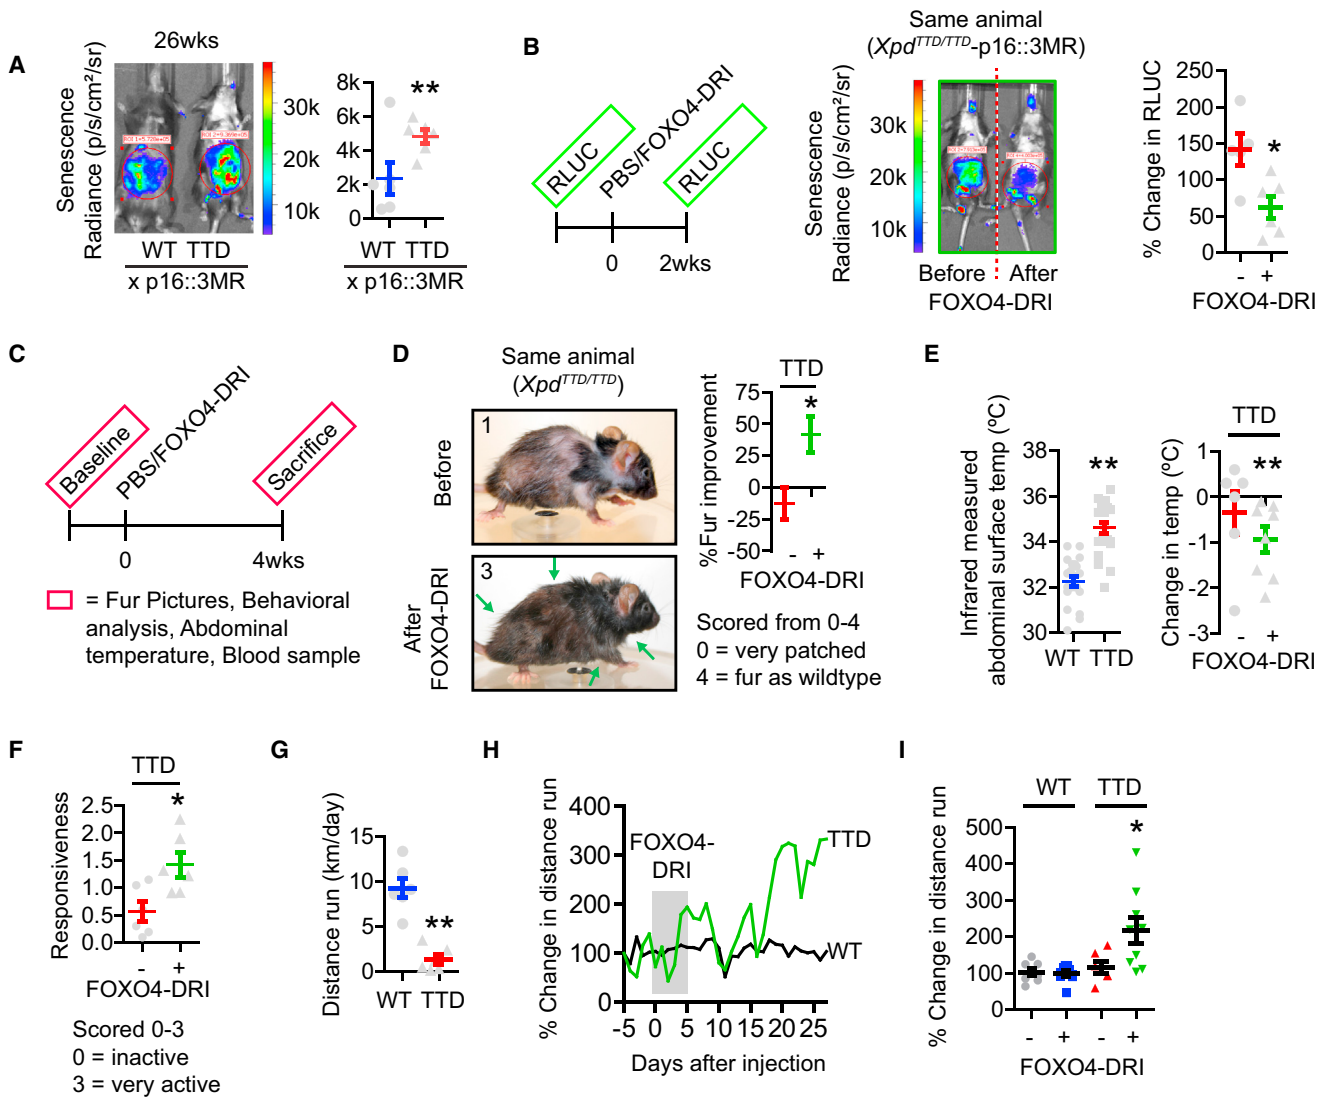 A
26wks
Senescence
Radiance (p/s/cm²/sr)
30k
20k
10k
WT TTD
x p16::3MR
8k
6k
4k
2k
0
**
WT TTD
x p16::3MR
B
RLUC
PBS/FOXO4-DRI
RLUC
0 2wks
Same animal
(XpdTTD/TTD-p16::3MR)
Senescence
Radiance (p/s/cm²/sr)
30k
20k
10k
Before After
FOXO4-DRI
% Change in RLUC
250
200
150
100
50
0
*
- +
FOXO4-DRI
C
Baseline
PBS/FOXO4-DRI
Sacrifice
0 4wks
= Fur Pictures, Behavioral
analysis, Abdominal
temperature, Blood sample
D
Same animal
(XpdTTD/TTD)
Before
1
After
FOXO4-DRI
3
%Fur improvement
TTD
75
50
25
0
-25
-50
*
- +
FOXO4-DRI
Scored from 0-4
0 = very patched
4 = fur as wildtype
E
Infrared measured
abdominal surface temp (ºC)
38
36
34
32
30
**
WT TTD
Change in temp (ºC)
TTD
1
0
-1
-2
-3
**
- +
FOXO4-DRI
F
Responsiveness
TTD
2.5
2.0
1.5
1.0
0.5
0.0
*
- +
FOXO4-DRI
Scored 0-3
0 = inactive
3 = very active
G
Distance run (km/day)
15
10
5
0
**
WT TTD
H
% Change in distance run
400
300
200
100
0
FOXO4-
DRI
TTD
WT
-5 0 5 10 15 20 25
Days after injection
I
% Change in distance run
WT TTD
500
400
300
200
100
0
*
- + - +
FOXO4-DRI